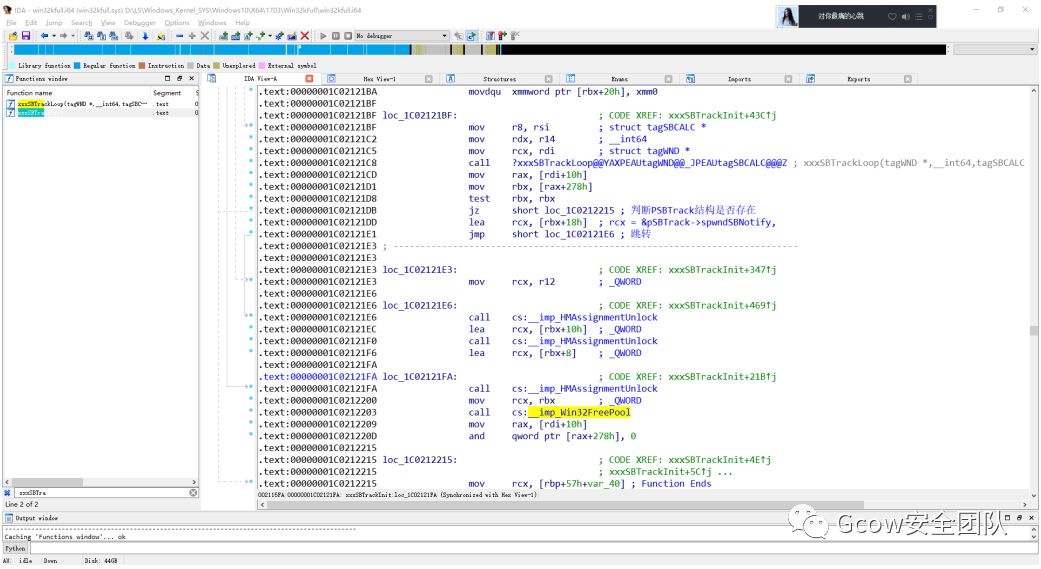 IDA - win32kfull.i64 (win32kfull.sys) D:\LS\Windows_Kernel_SYS\Windows10\X64\1703\Win32kfull\win32kfull.i64
对你最痛的心跳
File Edit Jump Search View Debugger Options Windows Help
No debugger
Library function Regular function Instruction Data Unexplored External symbol
Functions window
IDA View-A Hex View-1 Structures Enums Imports Exports
Function name Segment
xxxSBTrackLoop(tagWND *,__int64,tagSBC⋯ .text 0
xxxSBTra .text 0
.text:00000001C02121BA movdqu xmmword ptr [rbx+20h], xmm0
.text:00000001C02121BF
.text:00000001C02121BF loc_1C02121BF: ; CODE XREF: xxxSBTrackInit+43C↑j
.text:00000001C02121BF mov r8, rsi ; struct tagSBCALC *
.text:00000001C02121C2 mov rdx, r14 ; __int64
.text:00000001C02121C5 mov rcx, rdi ; struct tagWND *
.text:00000001C02121C8 call ?xxxSBTrackLoop@@YAXPEAUtagWND@@_JPEAUtagSBCALC@@@Z ; xxxSBTrackLoop(tagWND *,__int64,tagSBCALC
.text:00000001C02121CD mov rax, [rdi+10h]
.text:00000001C02121D1 mov rbx, [rax+278h]
.text:00000001C02121D8 test rbx, rbx
.text:00000001C02121DB jz short loc_1C0212215 ; 判断PSBTrack结构是否存在
.text:00000001C02121DD lea rcx, [rbx+18h] ; rcx = &pSBTrack->spwndSBNotify,
.text:00000001C02121E1 jmp short loc_1C02121E6 ; 跳转
.text:00000001C02121E3 ; ---------------------------------------------------------------------------
.text:00000001C02121E3
.text:00000001C02121E3 loc_1C02121E3: ; CODE XREF: xxxSBTrackInit+347↑j
.text:00000001C02121E3 mov rcx, r12 ; _QWORD
.text:00000001C02121E6
.text:00000001C02121E6 loc_1C02121E6: ; CODE XREF: xxxSBTrackInit+469↑j
.text:00000001C02121E6 call cs:__imp_HMAssignmentUnlock
.text:00000001C02121EC lea rcx, [rbx+10h] ; _QWORD
.text:00000001C02121F0 call cs:__imp_HMAssignmentUnlock
.text:00000001C02121F6 lea rcx, [rbx+8] ; _QWORD
.text:00000001C02121FA
.text:00000001C02121FA loc_1C02121FA: ; CODE XREF: xxxSBTrackInit+21B↑j
.text:00000001C02121FA call cs:__imp_HMAssignmentUnlock
.text:00000001C0212200 mov rcx, rbx ; _QWORD
.text:00000001C0212203 call cs:__imp_Win32FreePool
.text:00000001C0212209 mov rax, [rdi+10h]
.text:00000001C021220D and qword ptr [rax+278h], 0
.text:00000001C0212215
.text:00000001C0212215 loc_1C0212215: ; CODE XREF: xxxSBTrackInit+4E↑j
.text:00000001C0212215 ; xxxSBTrackInit+5C↑j ...
.text:00000001C0212215 mov rcx, [rbp+57h+var_40] ; Function Ends
xxxSBTra
002115FA 00000001C02121FA: xxxSBTrackInit:loc_1C02121FA (Synchronized with Hex View-1)
Line 2 of 2
Output window
Caching 'Functions window'... ok
Python
AU: idle Down Disk: 44GB
Gcow安全团队